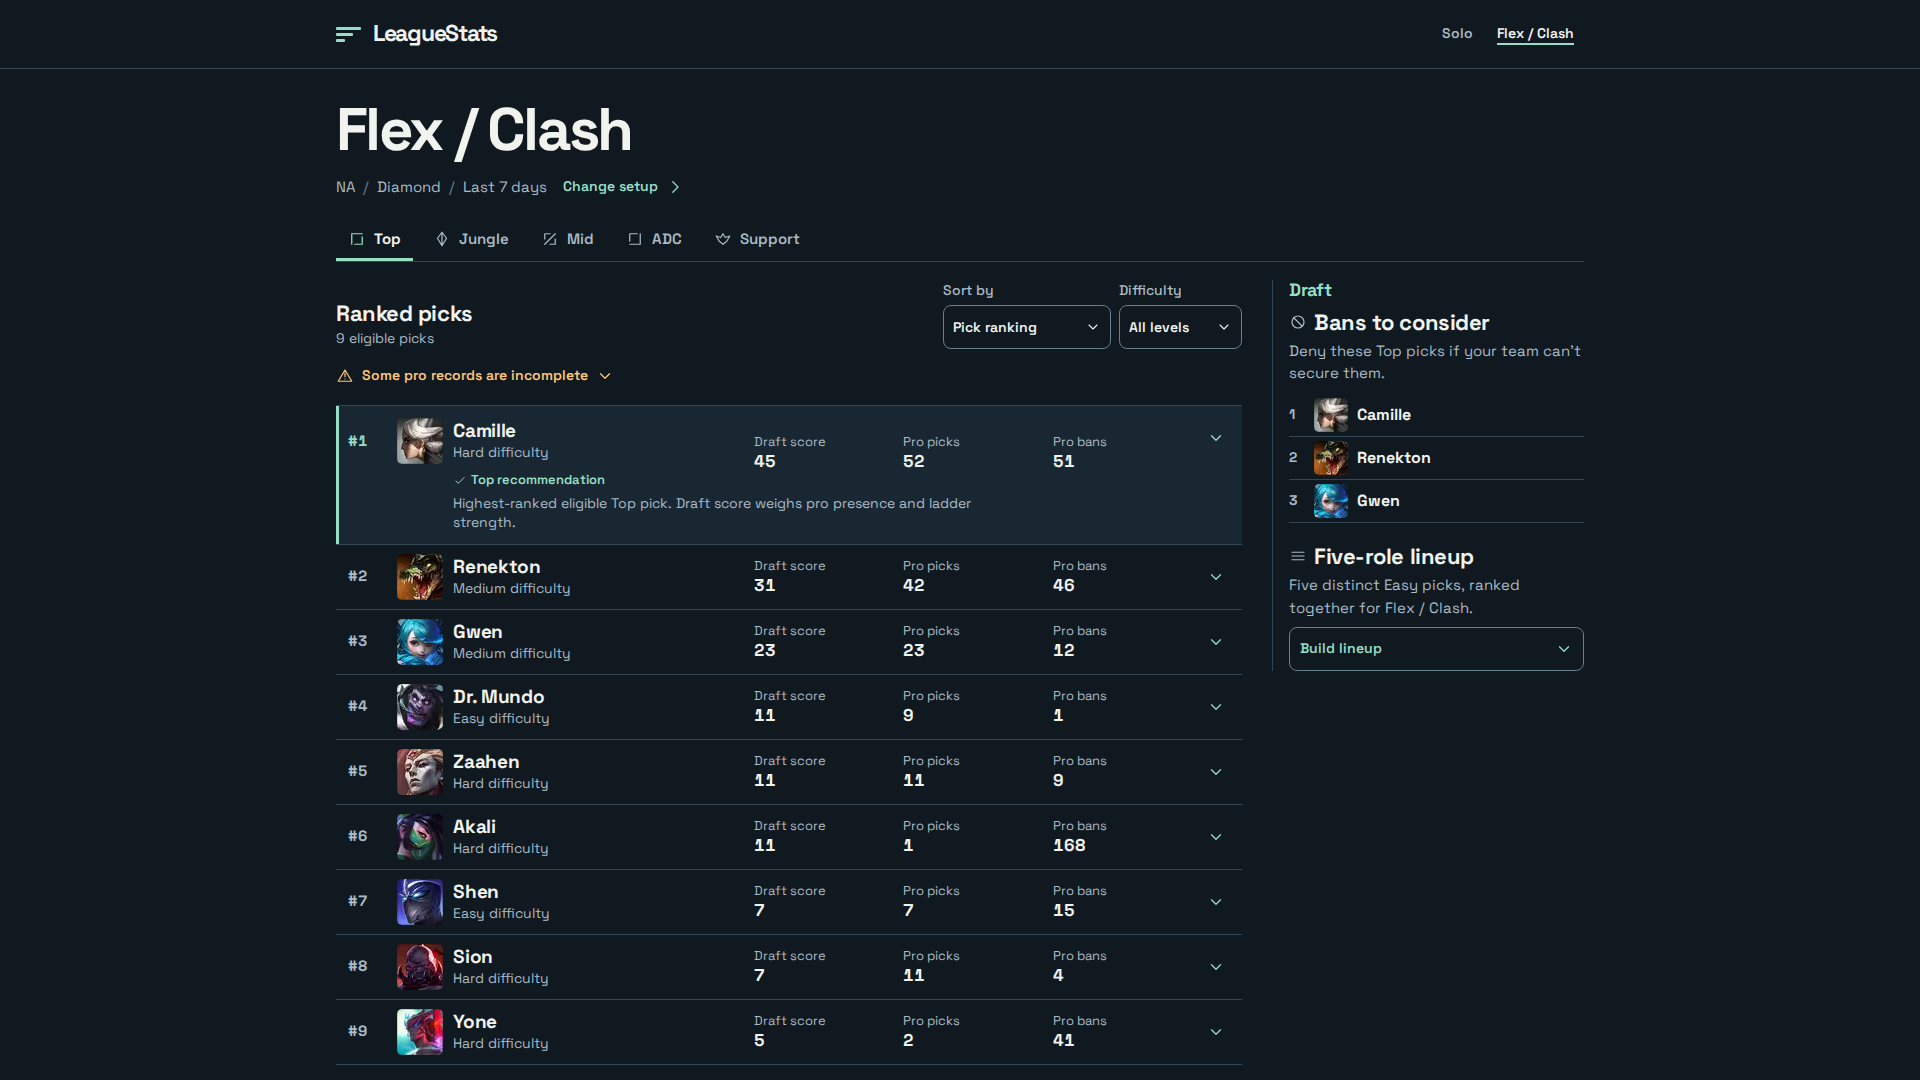 LeagueStats
Solo
Flex / Clash
Flex / Clash
NA / Diamond / Last 7 days Change setup
Top
Jungle
Mid
ADC
Support
Ranked picks
9 eligible picks
Sort by
Pick ranking
Difficulty
All levels
Some pro records are incomplete
#1
Camille
Hard difficulty
Top recommendation
Highest-ranked eligible Top pick. Draft score weighs pro presence and ladder
strength.
Draft score
45
Pro picks
52
Pro bans
51
#2
Renekton
Medium difficulty
Draft score
31
Pro picks
42
Pro bans
46
#3
Gwen
Medium difficulty
Draft score
23
Pro picks
23
Pro bans
12
#4
Dr. Mundo
Easy difficulty
Draft score
11
Pro picks
9
Pro bans
1
#5
Zaahen
Hard difficulty
Draft score
11
Pro picks
11
Pro bans
9
#6
Akali
Hard difficulty
Draft score
11
Pro picks
1
Pro bans
168
#7
Shen
Easy difficulty
Draft score
7
Pro picks
7
Pro bans
15
#8
Sion
Hard difficulty
Draft score
7
Pro picks
11
Pro bans
4
#9
Yone
Hard difficulty
Draft score
5
Pro picks
2
Pro bans
41
Draft
Bans to consider
Deny these Top picks if your team can't
secure them.
1 Camille
2 Renekton
3 Gwen
Five-role lineup
Five distinct Easy picks, ranked
together for Flex / Clash.
Build lineup